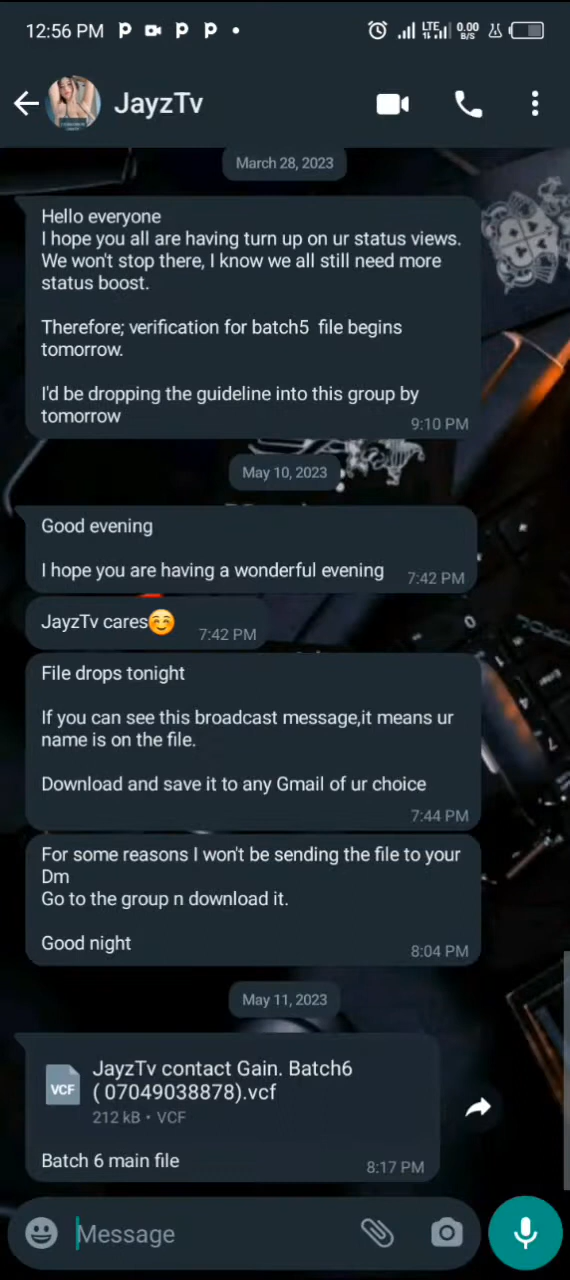 12:56 PM P P P
LTE 0.00 B/S
JayzTv
March 28, 2023
Hello everyone
I hope you all are having turn up on ur status views.
We won't stop there, I know we all still need more
status boost.
Therefore; verification for batch5  file begins
tomorrow.
I'd be dropping the guideline into this group by
tomorrow
9:10 PM
May 10, 2023
Good evening
I hope you are having a wonderful evening
7:42 PM
JayzTv cares☺️
7:42 PM
File drops tonight
If you can see this broadcast message,it means ur
name is on the file.
Download and save it to any Gmail of ur choice
7:44 PM
For some reasons I won't be sending the file to your
Dm
Go to the group n download it.
Good night
8:04 PM
May 11, 2023
VCF
JayzTv contact Gain. Batch6
( 07049038878).vcf
212 kB • VCF
Batch 6 main file
8:17 PM
Message